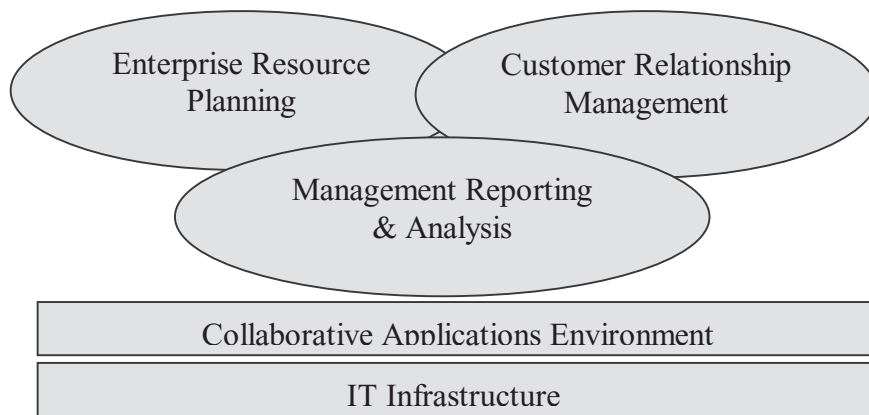 Enterprise Resource
Planning
Customer Relationship
Management
Management Reporting
& Analysis
Collaborative Applications Environment
IT Infrastructure